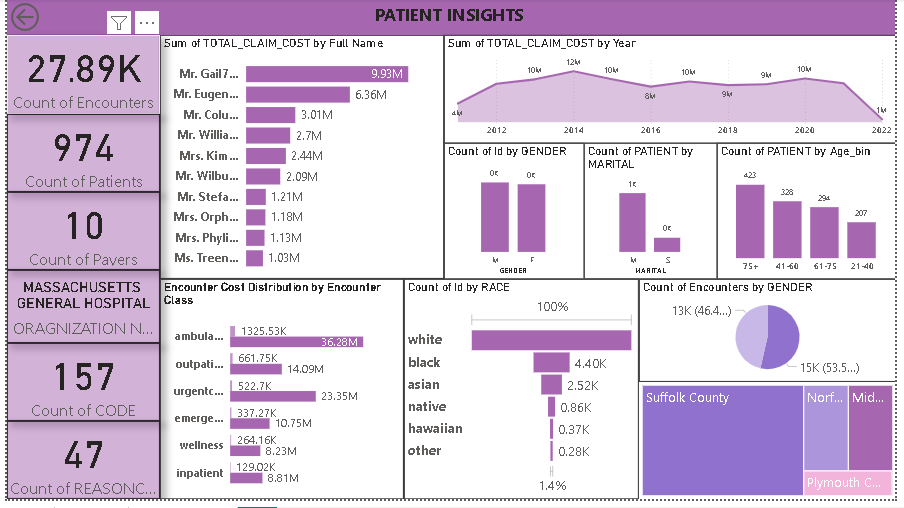 PATIENT INSIGHTS
27.89K
Count of Encounters
974
Count of Patients
10
Count of Payers
MASSACHUSETTS
GENERAL HOSPITAL
ORAGNIZATION N...
157
Count of CODE
47
Count of REASONC...
Sum of TOTAL_CLAIM_COST by Full Name
Mr. Gail7... 9.93M
Mr. Eugen... 6.36M
Mr. Colu... 3.01M
Mr. Willia... 2.7M
Mrs. Kim... 2.44M
Mr. Wilbu... 2.09M
Mr. Stefa... 1.21M
Mrs. Orph... 1.18M
Mrs. Phyli... 1.13M
Ms. Treen... 1.03M
Sum of TOTAL_CLAIM_COST by Year
4M 10M 12M 10M 8M 10M 9M 9M 10M 1M
2012 2014 2016 2018 2020 2022
Count of Id by GENDER
0K 0K
M F
GENDER
Count of PATIENT by
MARITAL
1K 0K
M S
MARITAL
Count of PATIENT by Age_bin
423 328 294 207
75+ 41-60 61-75 21-40
Encounter Cost Distribution by Encounter
Class
ambula... 1325.53K
36.28M
outpati... 661.75K
14.09M
urgentc... 522.7K
23.35M
emerge... 337.27K
10.75M
wellness 264.16K
8.23M
inpatient 129.02K
8.81M
Count of Id by RACE
100%
white
black 4.40K
asian 2.52K
native 0.86K
hawaiian 0.37K
other 0.28K
1.4%
Count of Encounters by GENDER
13K (46.4...)
15K (53.5...)
Suffolk County
Norf...
Mid...
Plymouth C...